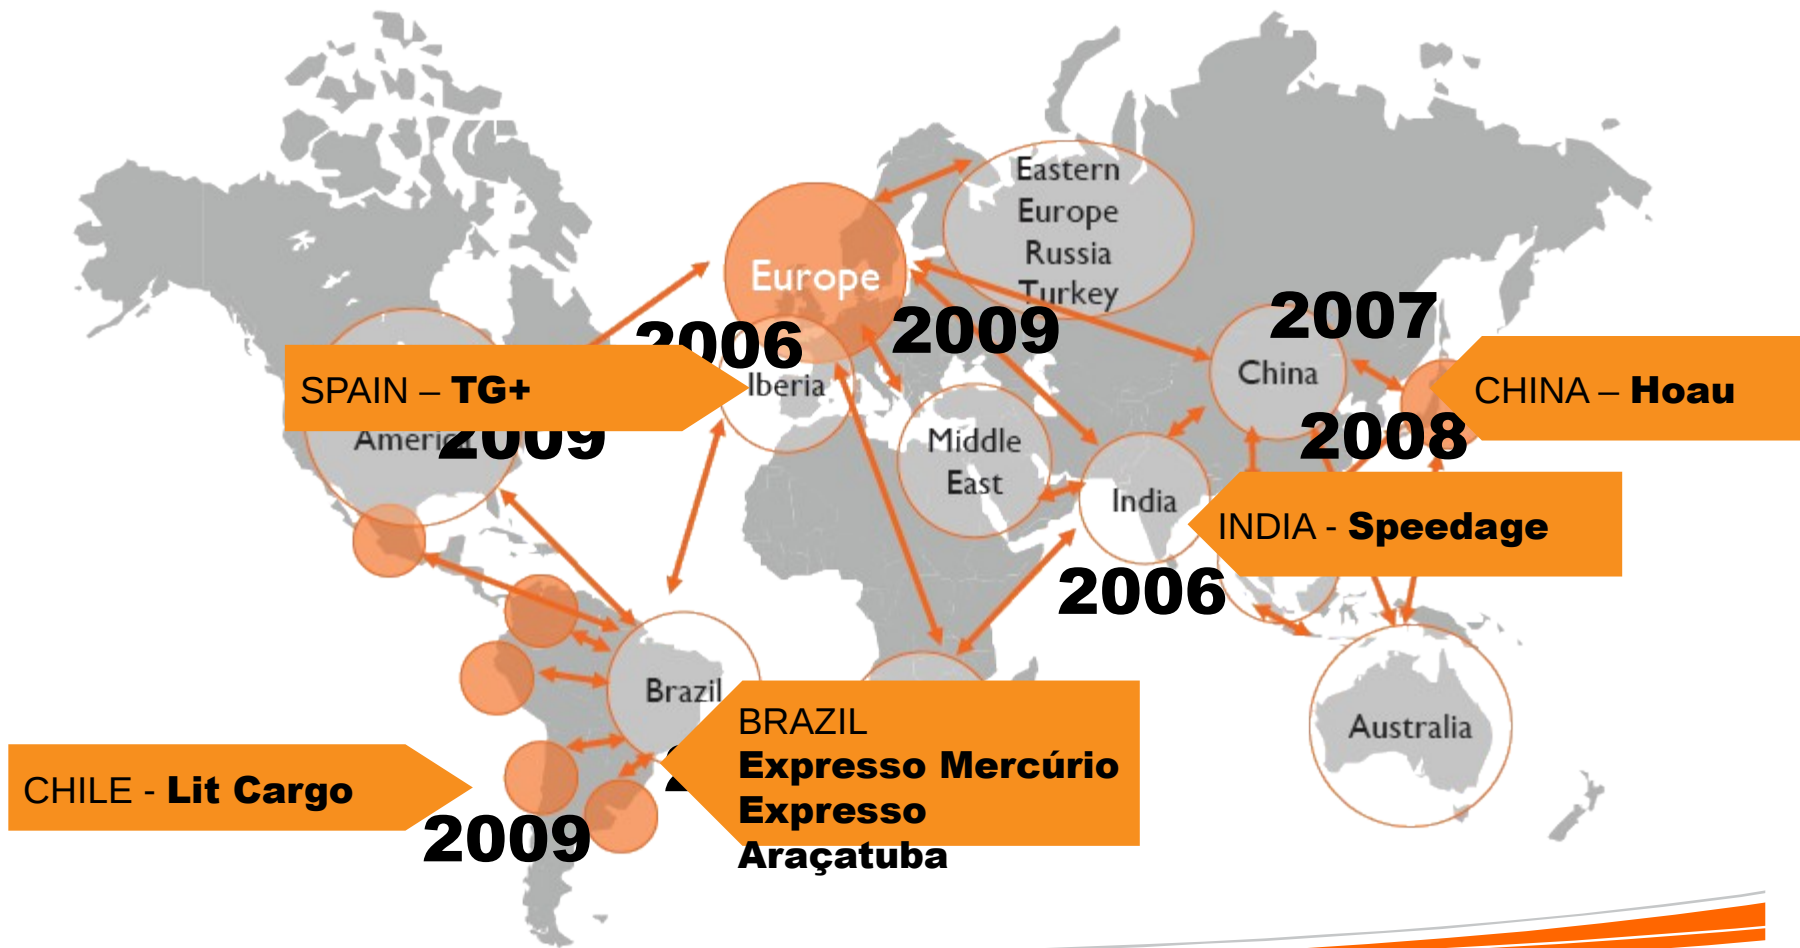 Eastern
Europe
Russia
Turkey
Europe
2006
2009
2007
SPAIN – TG+
Iberia
China
CHINA – Hoau
America
2009
Middle
East
2008
India
INDIA - Speedage
2006
Brazil
BRAZIL
Expresso Mercúrio
Expresso
Araçatuba
Australia
CHILE - Lit Cargo
2009